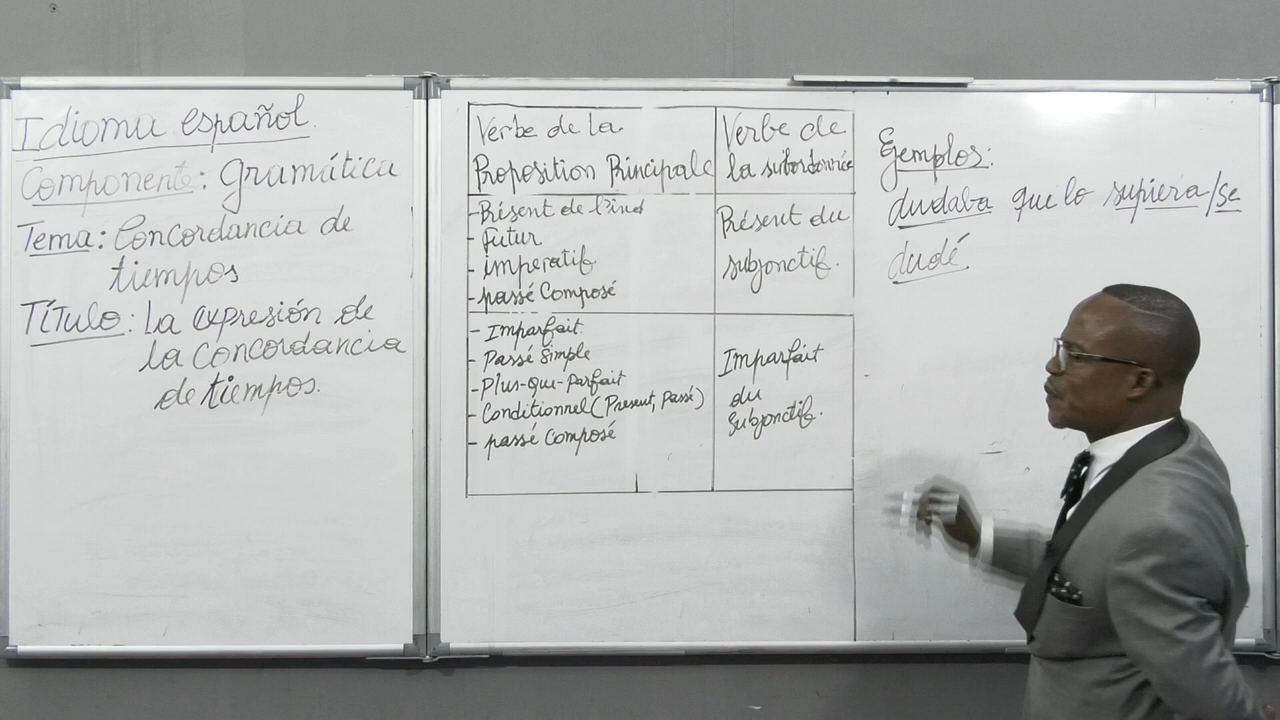 Idioma español
Componente: gramática
Tema: Concordancia de
tiempos
Título: La expresión de
la concordancia
de tiempos.
Verbe de la
Proposition Principale
Verbe de
la subordonnée
- Présent de l'ind
- futur
- imperatif.
- passé Composé
Présent du
subjonctif.
- Imparfait.
- Passé Simple
- Plus-que-parfait
- Conditionnel (Present, Passé)
- passé Composé
Imparfait
du
Subjonctif.
Ejemplos:
dudaba que lo supiera/se
dudé